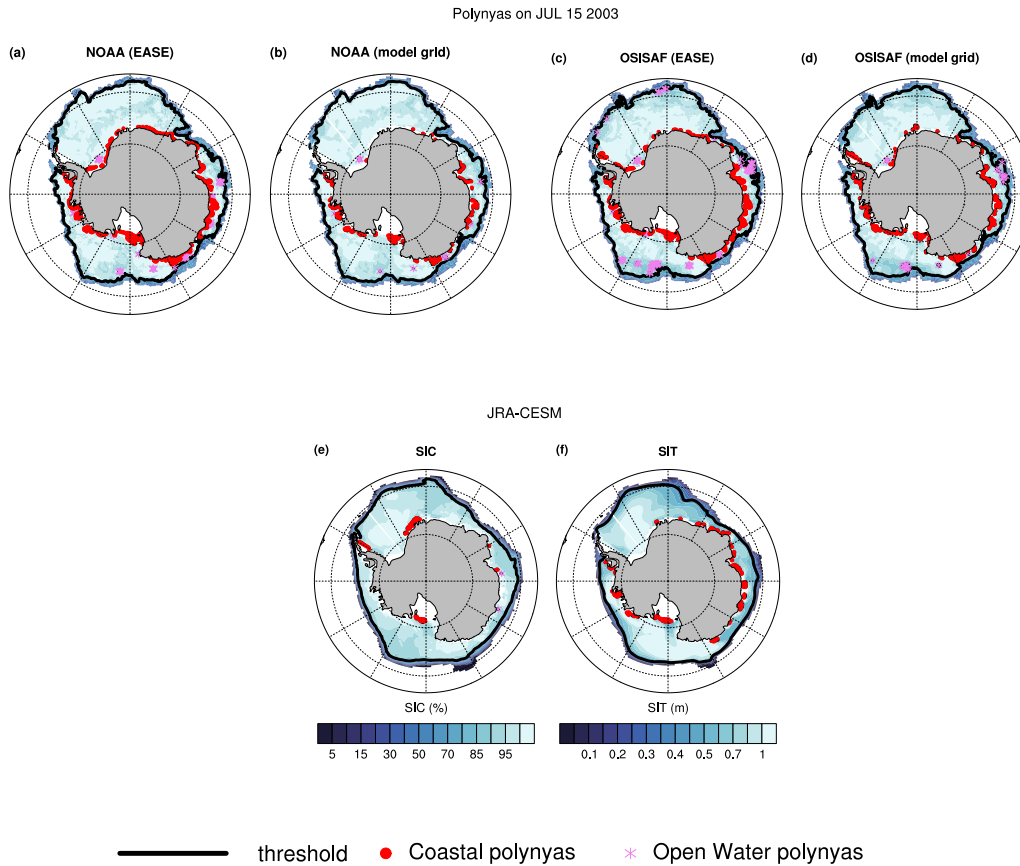 Polynyas on JUL 15 2003
(a) NOAA (EASE)
(b) NOAA (model grid)
(c) OSISAF (EASE)
(d) OSISAF (model grid)
JRA-CESM
(e) SIC
(f) SIT
SIC (%)
5 15 30 50 70 85 95
SIT (m)
0.1 0.2 0.3 0.4 0.5 0.7 1
threshold Coastal polynyas Open Water polynyas